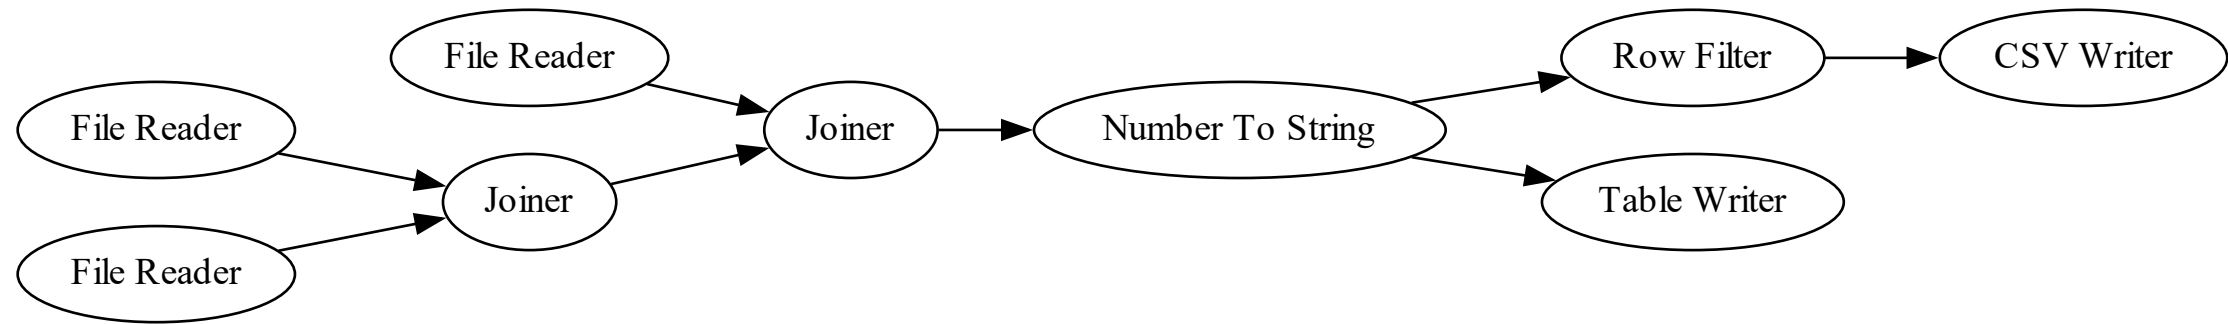 File Reader
File Reader
File Reader
Joiner
Joiner
Number To String
Row Filter
Table Writer
CSV Writer